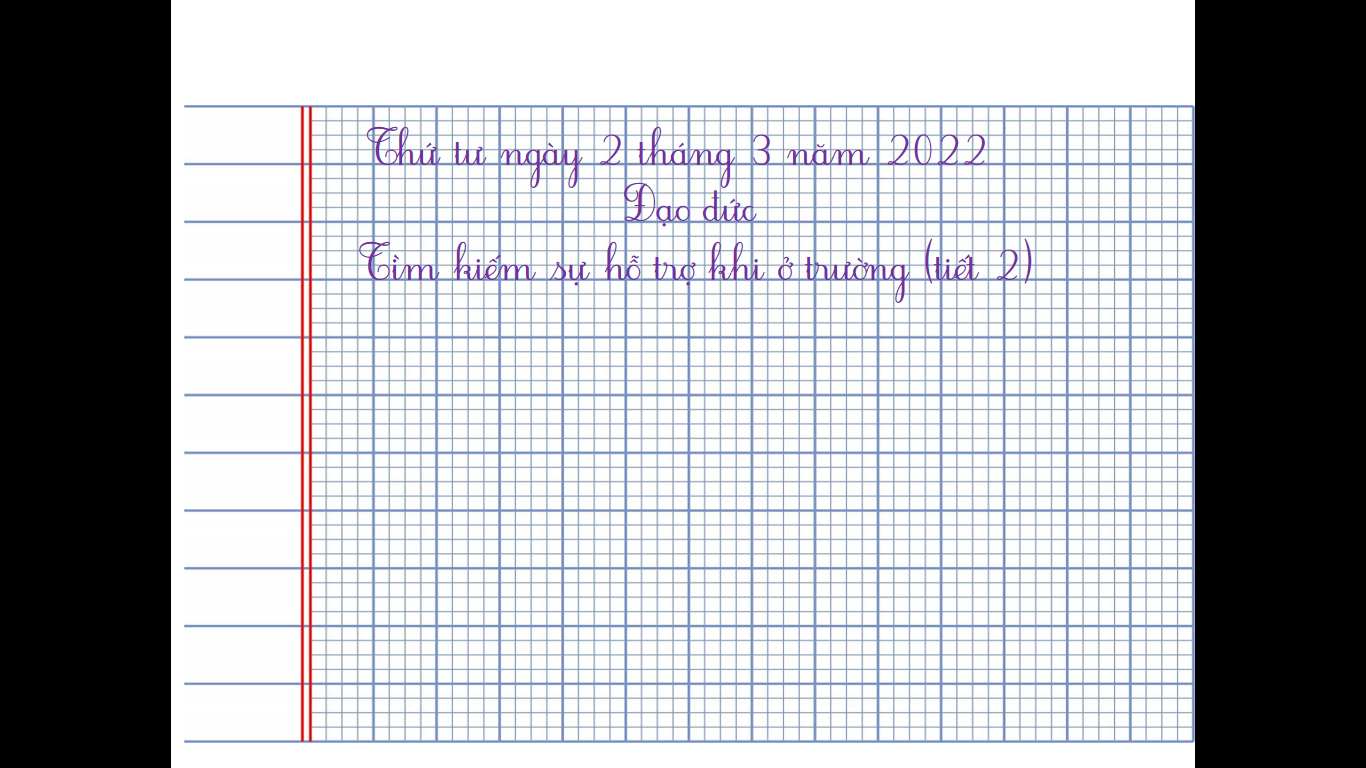 Thứ tư ngày 2 tháng 3 năm 2022
Đạo đức
Tìm kiếm sự hỗ trợ khi ở trường (tiết 2)